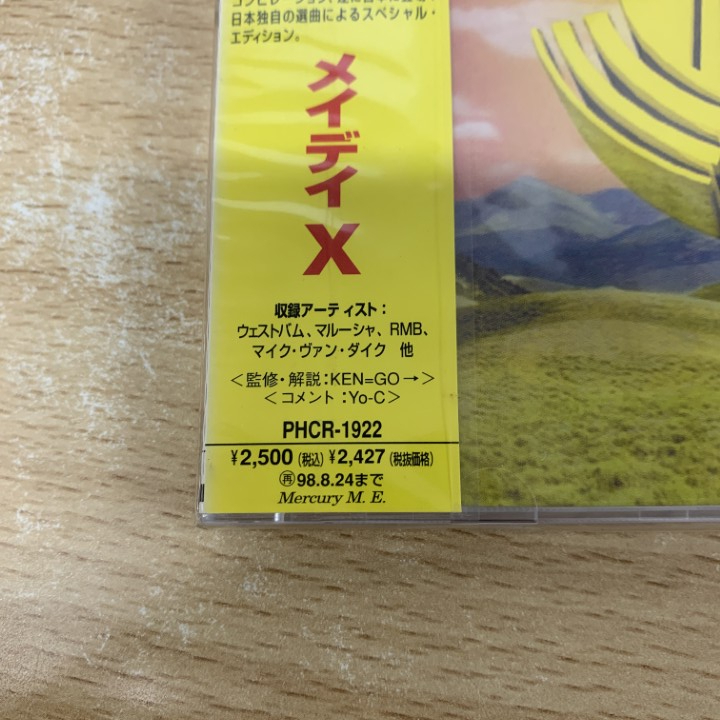 日本独自の選曲によるスペシャル・
エディション。
メイデイX
収録アーティスト:
ウェストバム、マルーシャ、RMB、
マイク・ヴァン・ダイク 他
<監修・解説:KEN=GO→>
<コメント:Yo-C>
PHCR-1922
¥2,500(税込)¥2,427(税抜価格)
再98.8.24まで
Mercury M. E.